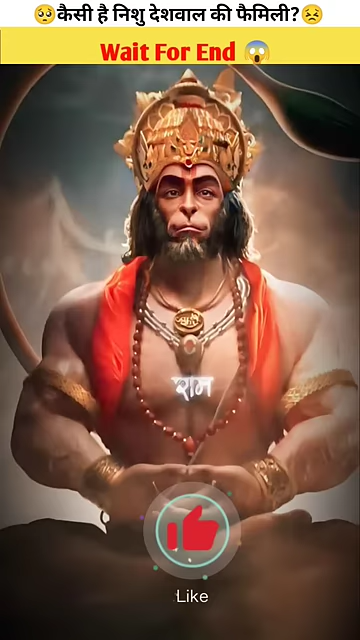 🥺कैसी है निशु देशवाल की फैमिली?😣
Wait For End 😱
राम
Like